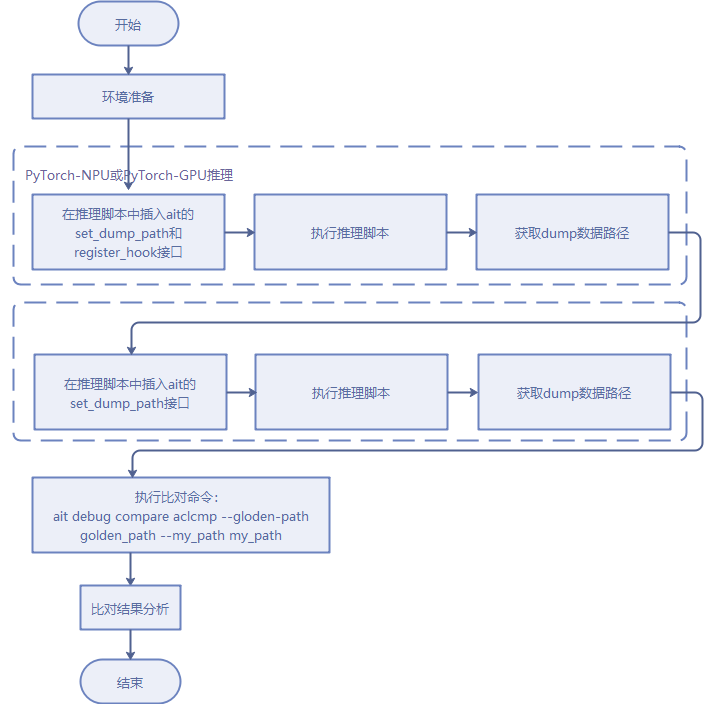 开始
环境准备
PyTorch-NPU或PyTorch-GPU推理
在推理脚本中插入ait的
set_dump_path和
register_hook接口
执行推理脚本
获取dump数据路径
在推理脚本中插入ait的
set_dump_path接口
执行推理脚本
获取dump数据路径
执行比对命令：
ait debug compare aclcmp --gloden-path
golden_path --my_path my_path
比对结果分析
结束